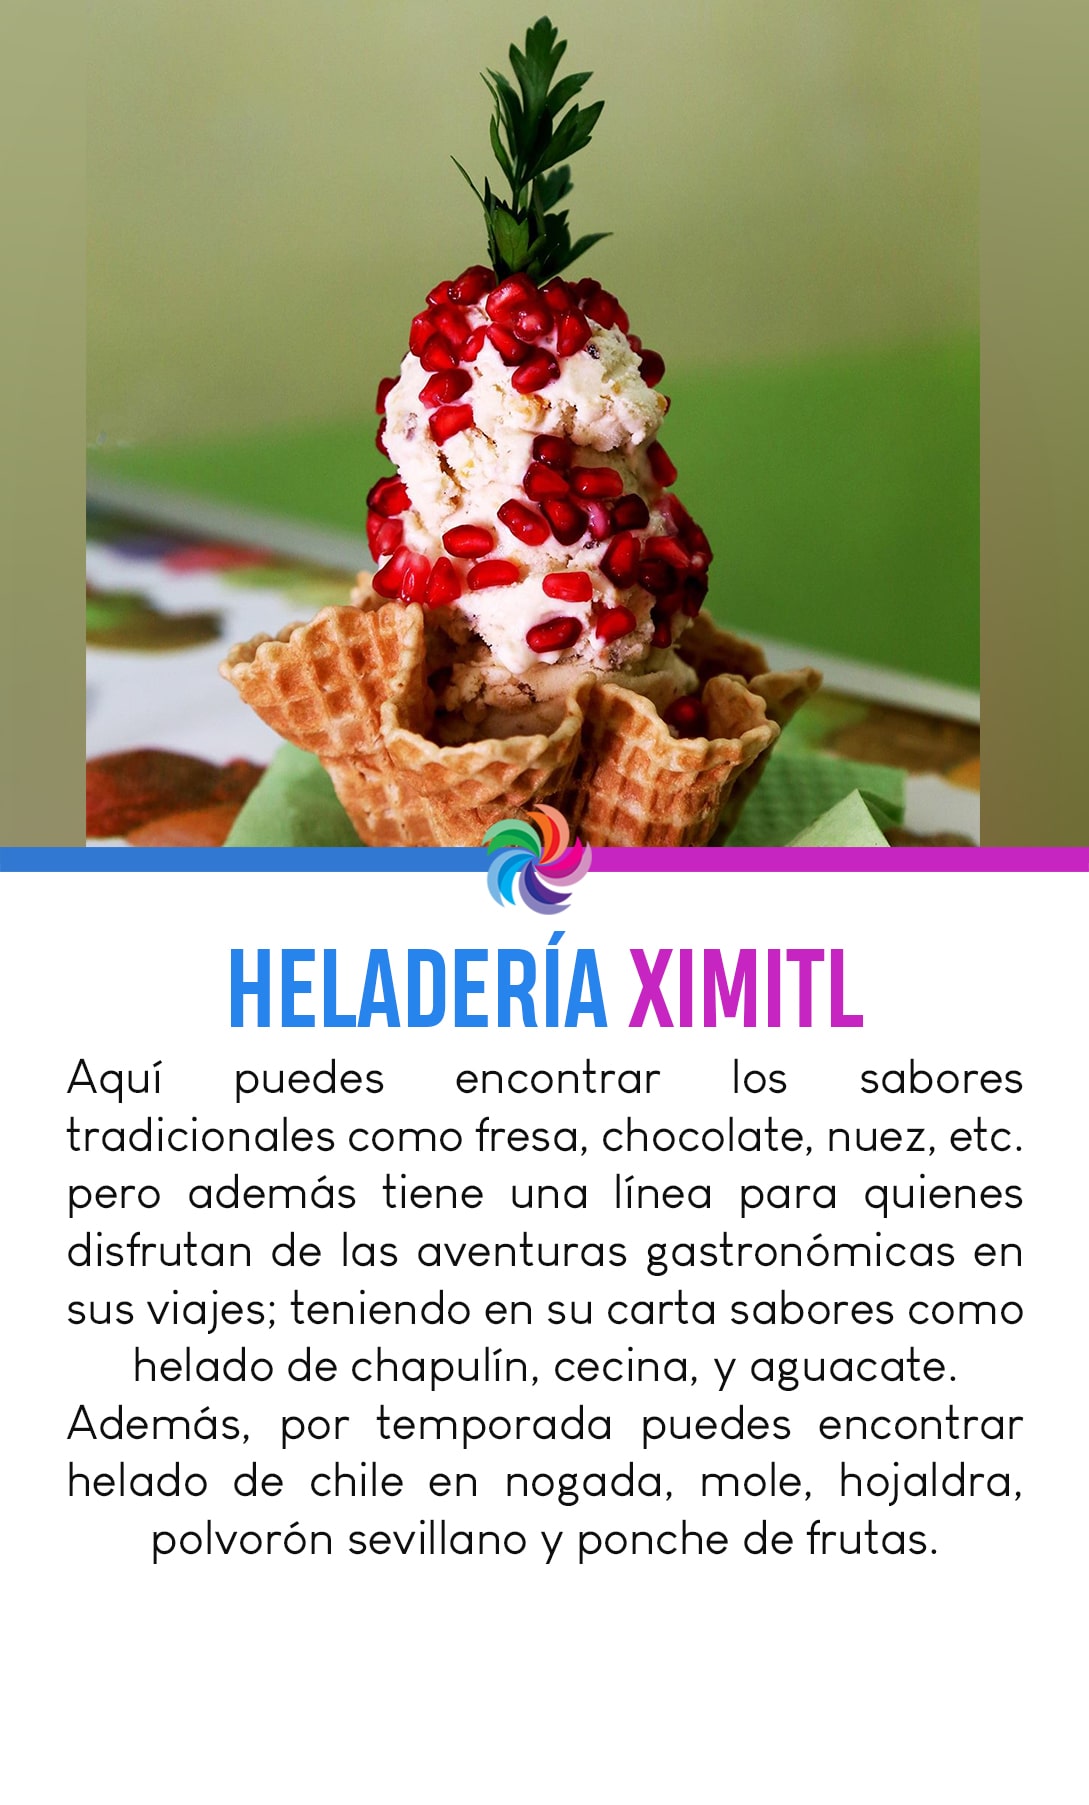 HELADERÍA XIMITL
Aquí puedes encontrar los sabores
tradicionales como fresa, chocolate, nuez, etc.
pero además tiene una línea para quienes
disfrutan de las aventuras gastronómicas en
sus viajes; teniendo en su carta sabores como
helado de chapulín, cecina, y aguacate.
Además, por temporada puedes encontrar
helado de chile en nogada, mole, hojaldra,
polvorón sevillano y ponche de frutas.